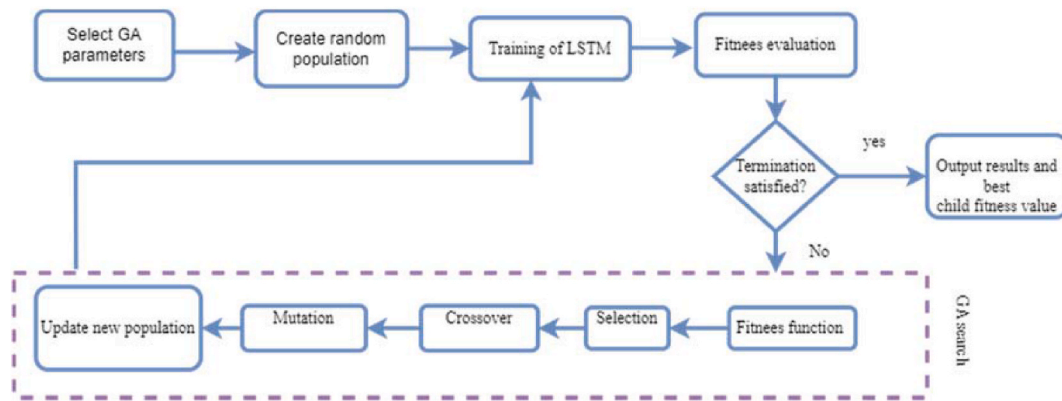 Select GA
parameters
Create random
population
Training of LSTM
Fitnees evaluation
Termination
satisfied?
yes
Output results and
best
child fitness value
No
Update new population
Mutation
Crossover
Selection
Fitnees function
GA search